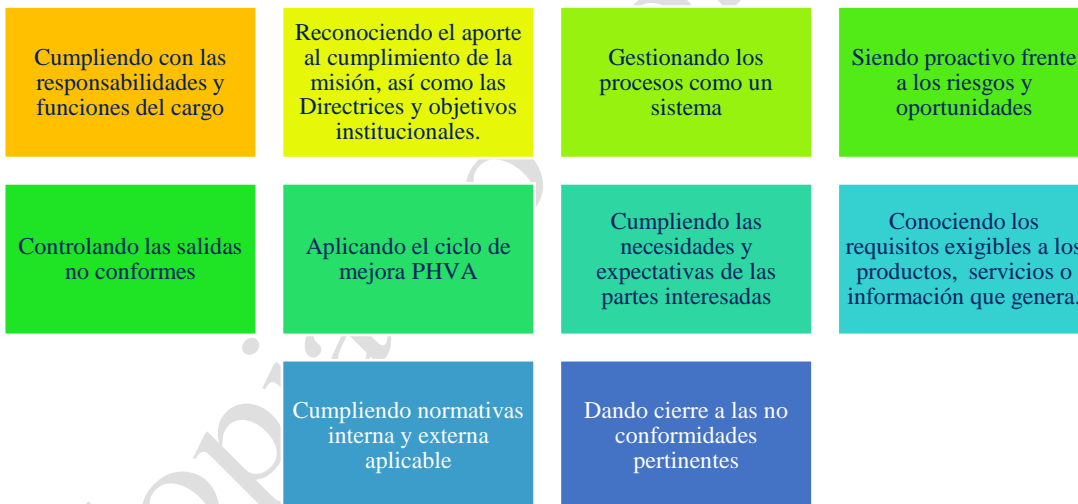 Cumpliendo con las
responsabilidades y
funciones del cargo
Reconociendo el aporte
al cumplimiento de la
misión, así como las
Directrices y objetivos
institucionales.
Gestionando los
procesos como un
sistema
Siendo proactivo frente
a los riesgos y
oportunidades
Controlando las salidas
no conformes
Aplicando el ciclo de
mejora PHVA
Cumpliendo las
necesidades y
expectativas de las
partes interesadas
Conociendo los
requisitos exigibles a los
productos, servicios o
información que genera.
Cumpliendo normativas
interna y externa
aplicable
Dando cierre a las no
conformidades
pertinentes